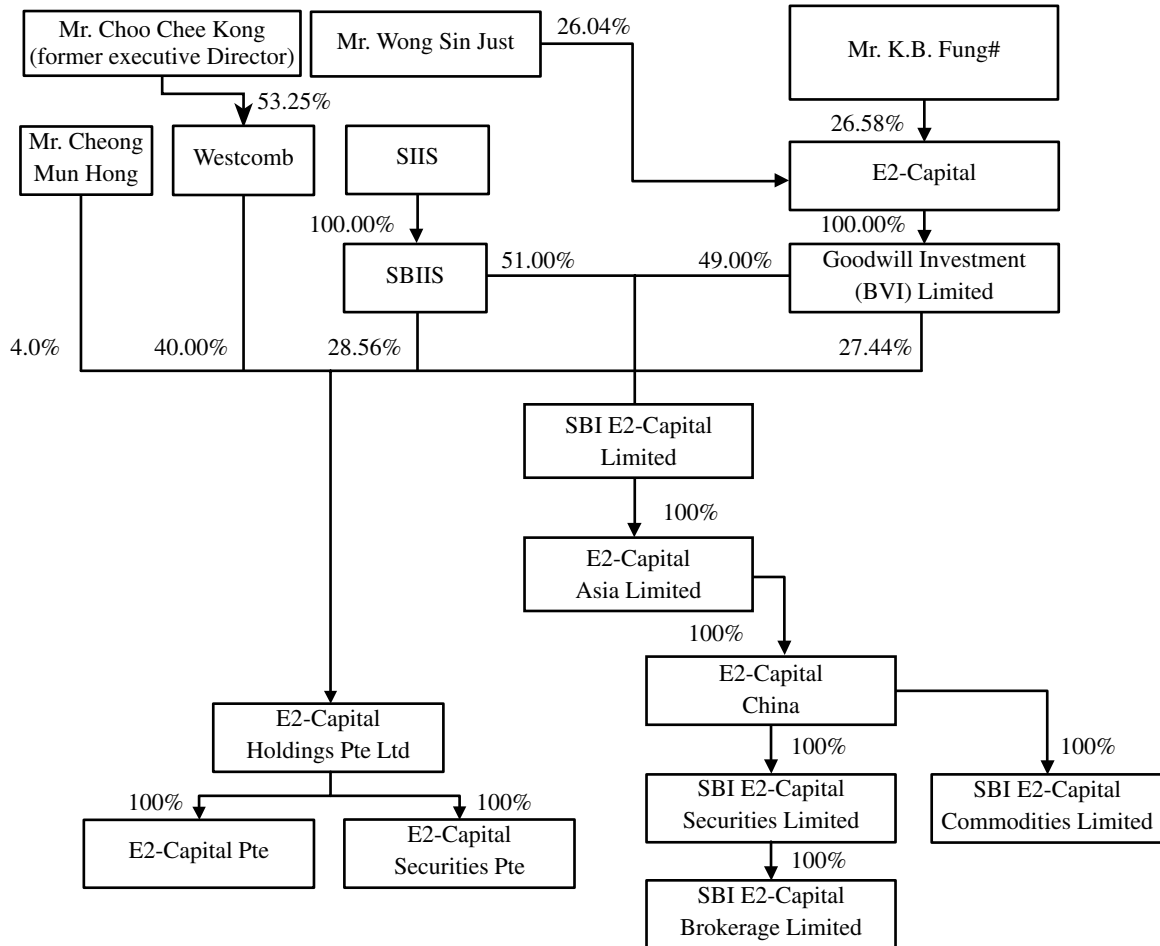 Mr. Choo Chee Kong
(former executive Director)
Mr. Wong Sin Just
26.04%
Mr. K.B. Fung#
53.25%
26.58%
Mr. Cheong
Mun Hong
Westcomb
SIIS
E2-Capital
100.00%
100.00%
SBIIS
51.00%
49.00%
Goodwill Investment
(BVI) Limited
4.0%
40.00%
28.56%
27.44%
SBI E2-Capital
Limited
100%
E2-Capital
Asia Limited
100%
E2-Capital
China
E2-Capital
Holdings Pte Ltd
100%
100%
SBI E2-Capital
Securities Limited
SBI E2-Capital
Commodities Limited
100%
100%
E2-Capital Pte
E2-Capital
Securities Pte
100%
SBI E2-Capital
Brokerage Limited